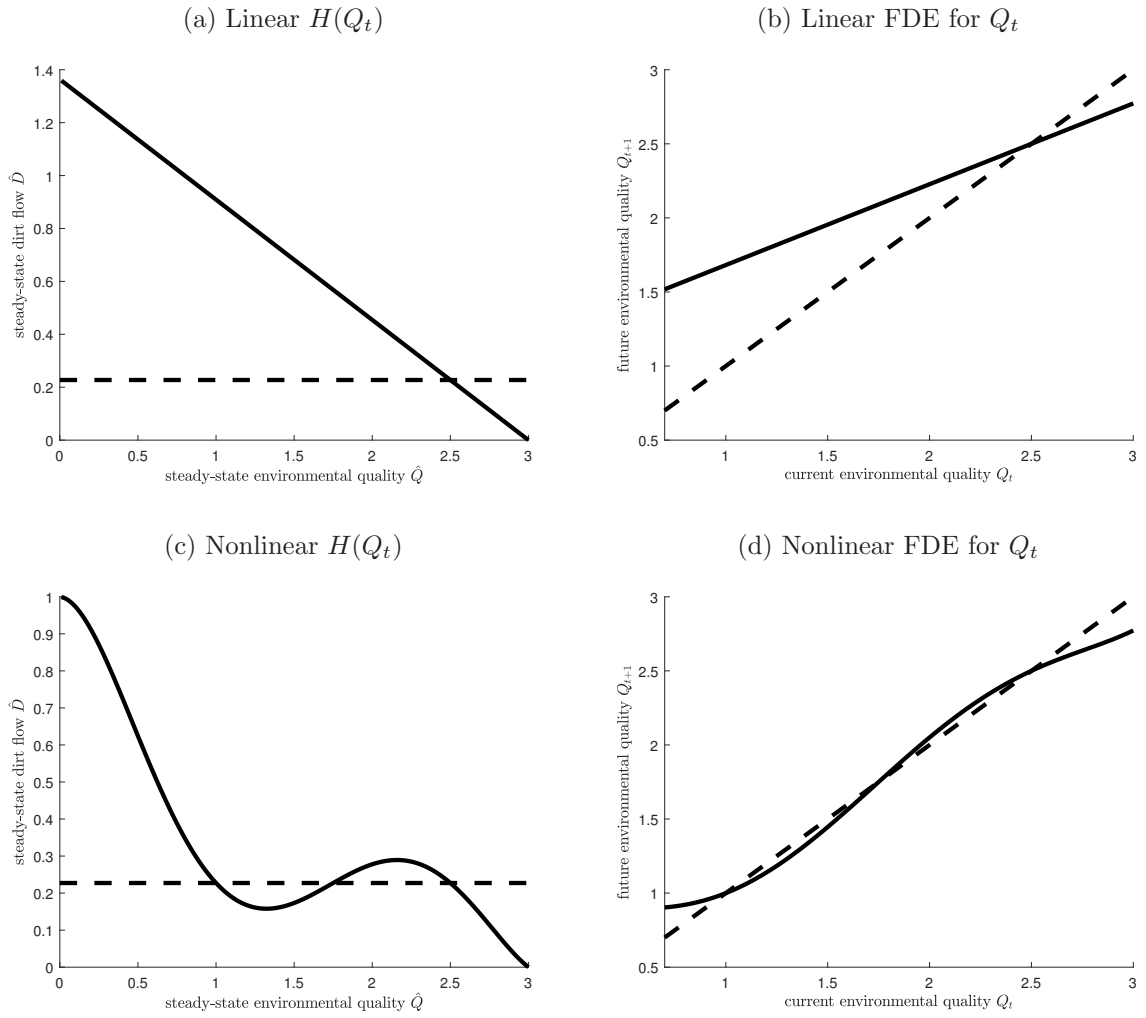 (a) Linear H(Q_t)
1.4
1.2
1
0.8
0.6
0.4
0.2
0
0 0.5 1 1.5 2 2.5 3
steady-state dirt flow D̂
steady-state environmental quality Q̂
(b) Linear FDE for Q_t
3
2.5
2
1.5
1
0.5
1 1.5 2 2.5 3
future environmental quality Q_{t+1}
current environmental quality Q_t
(c) Nonlinear H(Q_t)
1
0.9
0.8
0.7
0.6
0.5
0.4
0.3
0.2
0.1
0
0 0.5 1 1.5 2 2.5 3
steady-state dirt flow D̂
steady-state environmental quality Q̂
(d) Nonlinear FDE for Q_t
3
2.5
2
1.5
1
0.5
1 1.5 2 2.5 3
future environmental quality Q_{t+1}
current environmental quality Q_t